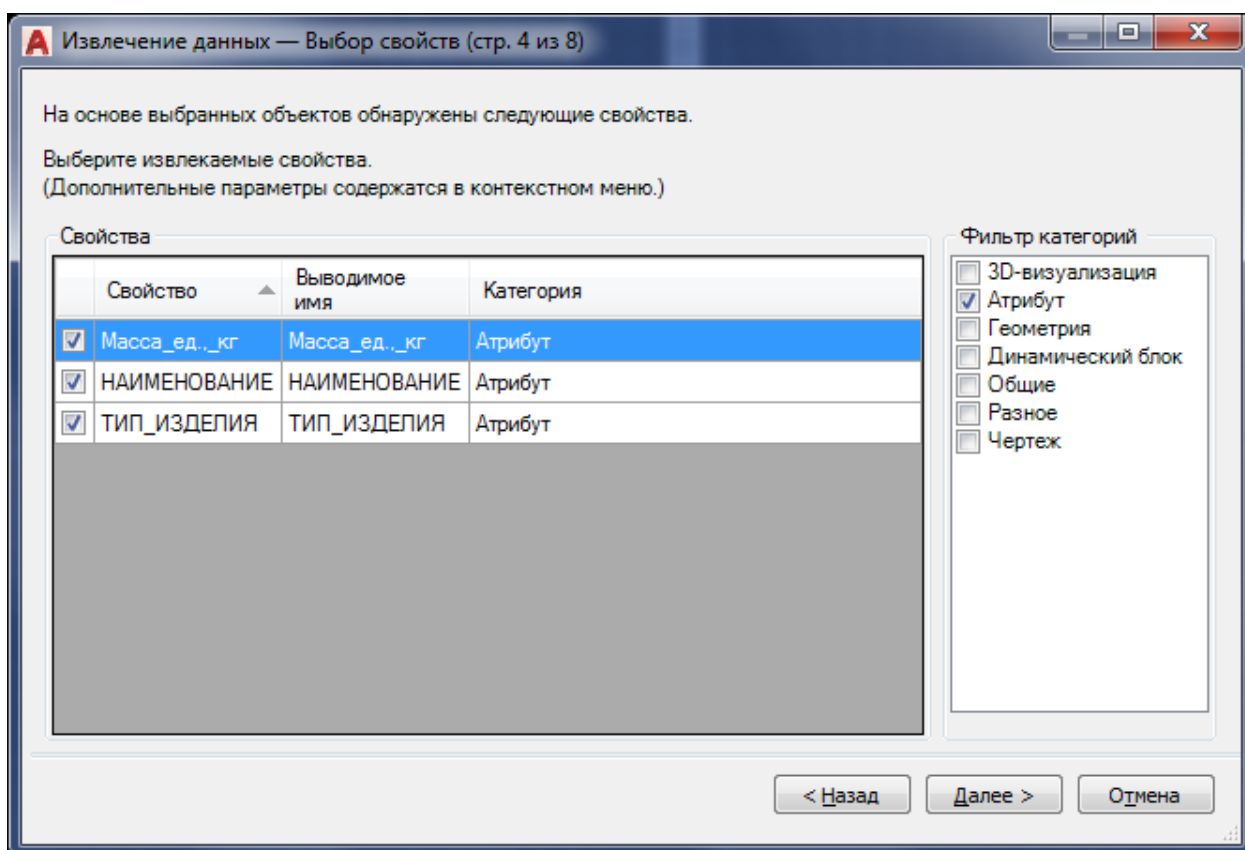 Извлечение данных — Выбор свойств (стр. 4 из 8)
На основе выбранных объектов обнаружены следующие свойства.
Выберите извлекаемые свойства.
(Дополнительные параметры содержатся в контекстном меню.)
Свойства
Свойство Выводимое имя Категория
Масса_ед.,_кг Масса_ед.,_кг Атрибут
НАИМЕНОВАНИЕ НАИМЕНОВАНИЕ Атрибут
ТИП_ИЗДЕЛИЯ ТИП_ИЗДЕЛИЯ Атрибут
Фильтр категорий
3D-визуализация
Атрибут
Геометрия
Динамический блок
Общие
Разное
Чертеж
< Назад Далее > Отмена